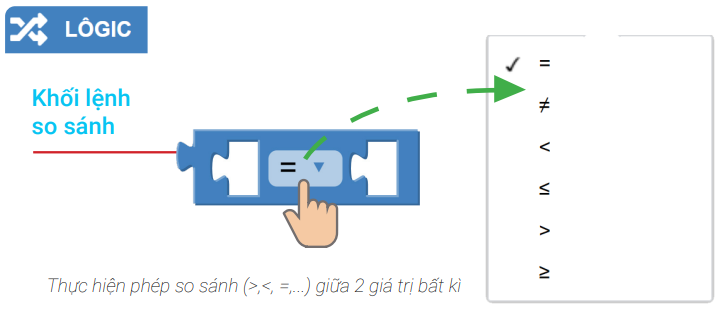 LÔGIC
Khối lệnh
so sánh
= ▼
✓ =
≠
<
≤
>
≥
Thực hiện phép so sánh (>,<, =,...) giữa 2 giá trị bất kì